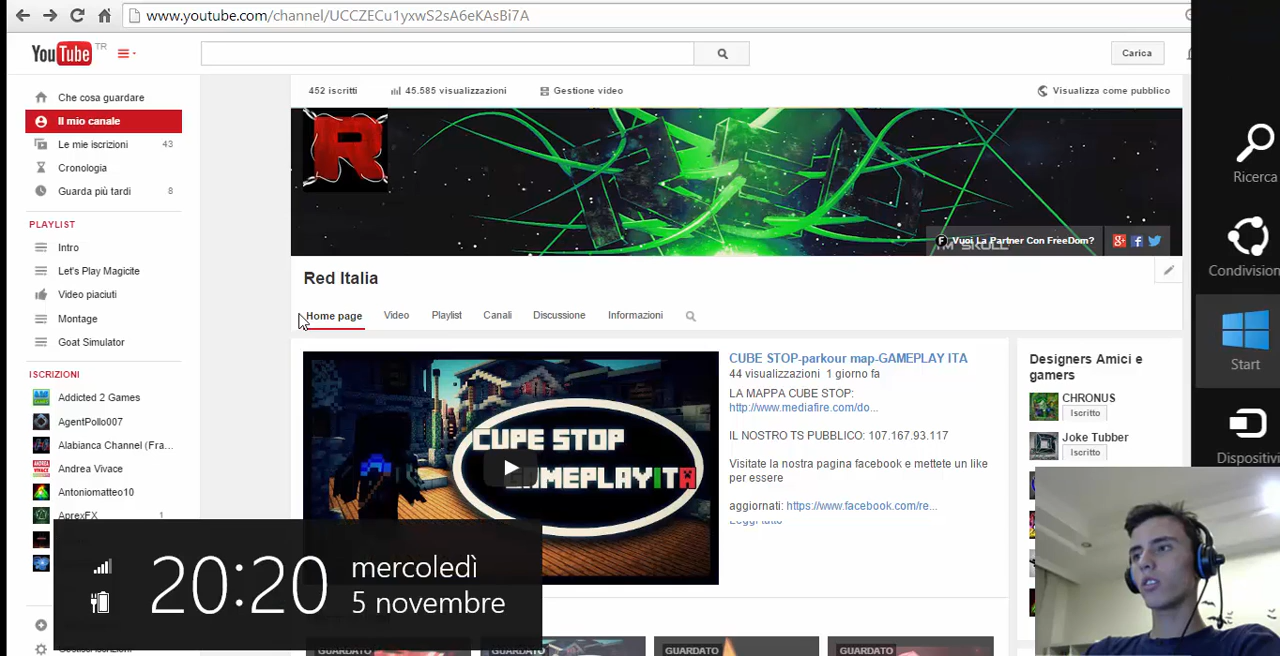 www.youtube.com/channel/UCCZECu1yxwS2sA6eKAsBi7A
YouTube TR
Carica
452 iscritti
45.585 visualizzazioni
Gestione video
Visualizza come pubblico
Che cosa guardare
Il mio canale
Le mie iscrizioni 43
Cronologia
Guarda più tardi 8
PLAYLIST
Intro
Let's Play Magicite
Video piaciuti
Montage
Goat Simulator
ISCRIZIONI
Addicted 2 Games
AgentPollo007
Alabianca Channel (Fra...
Andrea Vivace
Antoniomatteo10
AprexFX 1
R
Vuoi La Partner Con FreeDom?
Red Italia
Home page
Video
Playlist
Canali
Discussione
Informazioni
CUPE STOP
GAMEPLAY ITA
CUBE STOP-parkour map-GAMEPLAY ITA
44 visualizzazioni 1 giorno fa
LA MAPPA CUBE STOP:
http://www.mediafire.com/do...
IL NOSTRO TS PUBBLICO: 107.167.93.117
Visitate la nostra pagina facebook e mettete un like
per essere
aggiornati: https://www.facebook.com/re...
Leggi tutto
Designers Amici e
gamers
CHRONUS
Iscritto
Joke Tubber
Iscritto
Ricerca
Condivision
Start
Dispositivi
20:20
mercoledì
5 novembre
GUARDATO
GUARDATO
GUARDATO
GUARDATO